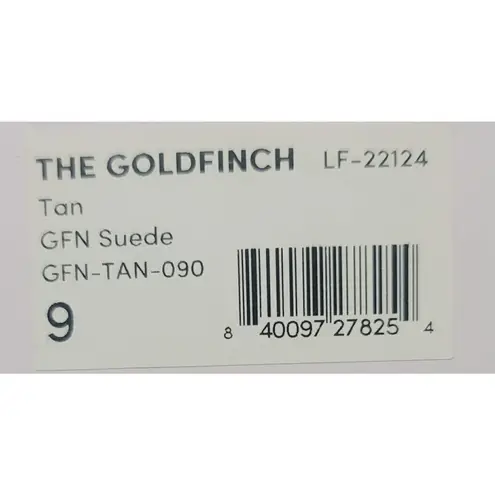 THE GOLDFINCH LF-22124
Tan
GFN Suede
GFN-TAN-090
9
8 40097 27825 4